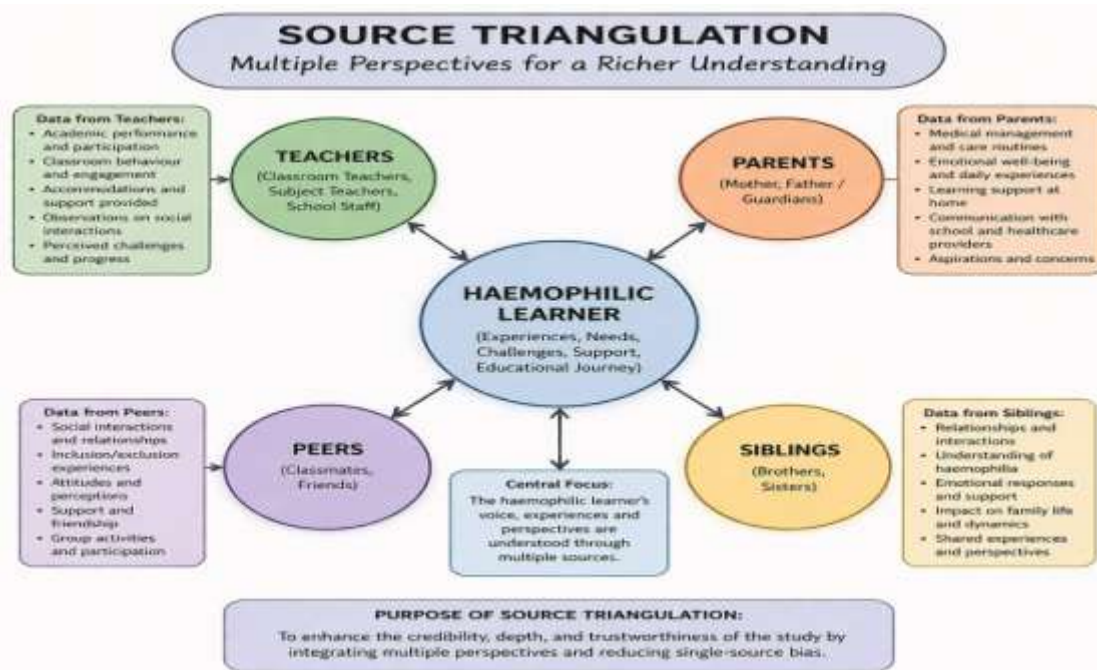 SOURCE TRIANGULATION
Multiple Perspectives for a Richer Understanding
Data from Teachers:
• Academic performance
and participation
• Classroom behaviour
and engagement
• Accommodations and
support provided
• Observations on social
interactions
• Perceived challenges
and progress
TEACHERS
(Classroom Teachers,
Subject Teachers,
School Staff)
PARENTS
(Mother, Father /
Guardians)
Data from Parents:
• Medical management
and care routines
• Emotional well-being
and daily experiences
• Learning support at
home
• Communication with
school and healthcare
providers
• Aspirations and concerns
HAEMOPHILIC
LEARNER
(Experiences, Needs,
Challenges, Support,
Educational Journey)
Data from Peers:
• Social interactions
and relationships
• Inclusion/exclusion
experiences
• Attitudes and
perceptions
• Support and
friendship
• Group activities
and participation
PEERS
(Classmates,
Friends)
Central Focus:
The haemophilic learner's
voice, experiences and
perspectives are
understood through
multiple sources.
SIBLINGS
(Brothers,
Sisters)
Data from Siblings:
• Relationships and
interactions
• Understanding of
haemophilia
• Emotional responses
and support
• Impact on family life
and dynamics
• Shared experiences
and perspectives
PURPOSE OF SOURCE TRIANGULATION:
To enhance the credibility, depth, and trustworthiness of the study by
integrating multiple perspectives and reducing single-source bias.